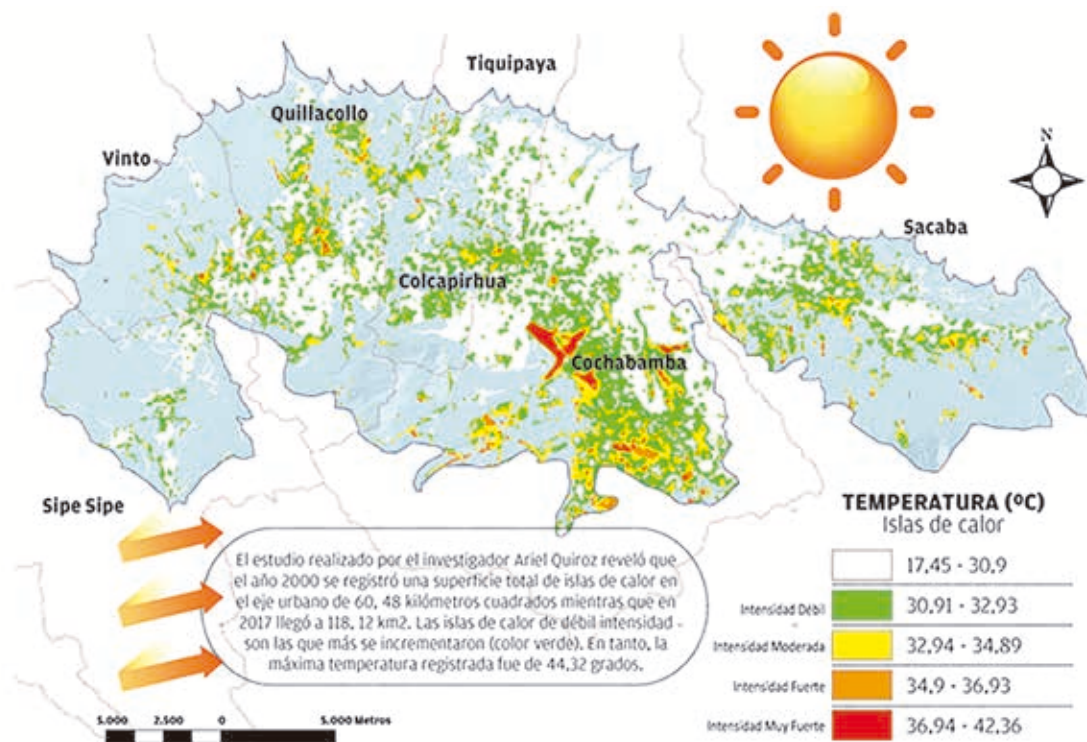 Tiquipaya
Quillacollo
Vinto
N
Sacaba
Colcapirhua
Cochabamba
Sipe Sipe
El estudio realizado por el investigador Ariel Quiroz reveló que
el año 2000 se registró una superficie total de islas de calor en
el eje urbano de 60, 48 kilómetros cuadrados mientras que en
2017 llegó a 118, 12 km2. Las islas de calor de débil intensidad -
son las que más se incrementaron (color verde). En tanto, la
máxima temperatura registrada fue de 44,32 grados.
TEMPERATURA (ºC)
Islas de calor
17,45 - 30,9
Intensidad Débil 30,91 - 32,93
Intensidad Moderada 32,94 - 34,89
Intensidad Fuerte 34,9 - 36,93
Intensidad Muy Fuerte 36,94 - 42,36
5.000 2.500 0 5.000 Metros